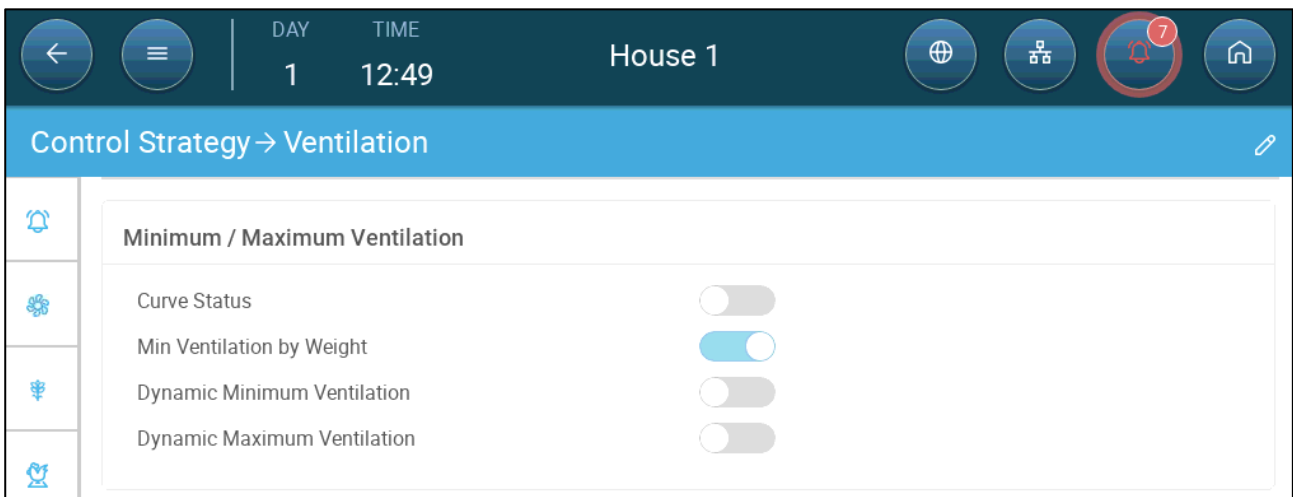 DAY TIME
1 12:49
House 1
7
Control Strategy → Ventilation
Minimum / Maximum Ventilation
Curve Status
Min Ventilation by Weight
Dynamic Minimum Ventilation
Dynamic Maximum Ventilation